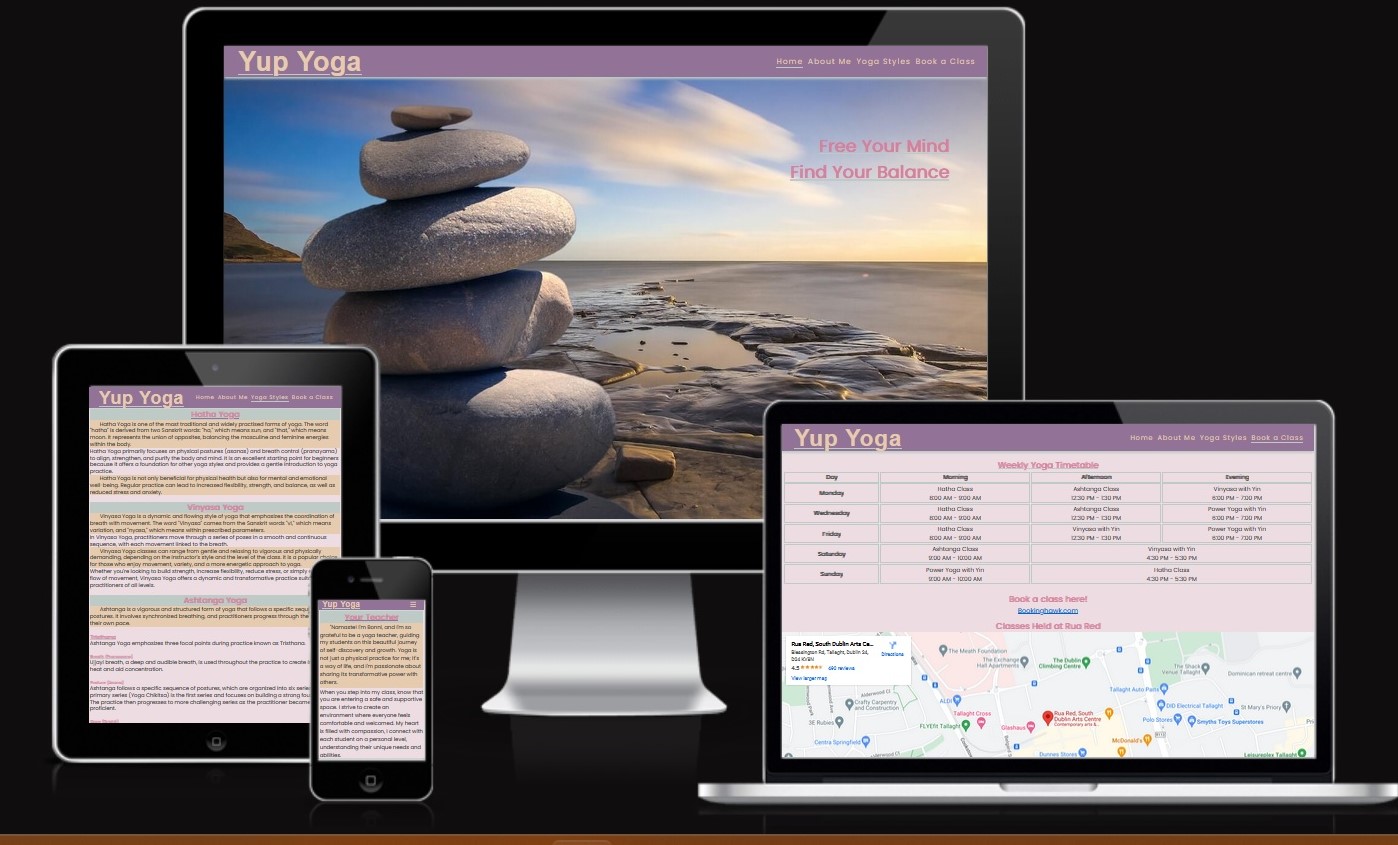 Yup Yoga
Home About Me Yoga Styles Book a Class
Free Your Mind
Find Your Balance
Yup Yoga
Home About Me Yoga Styles Book a Class
Hatha Yoga
Hatha Yoga is one of the most traditional and widely practised forms of yoga. The word
"hatha" is derived from two Sanskrit words: "ha," which means sun, and "that," which means
moon. It represents the union of opposites, balancing the masculine and feminine energies
within the body.
Hatha Yoga primarily focuses on physical postures (asanas) and breath control (pranayama)
to align, strengthen, and purify the body and mind. It is an excellent starting point for beginners
because it offers a foundation for other yoga styles and provides a gentle introduction to yoga
practice.
Hatha Yoga is not only beneficial for physical health but also for mental and emotional
well-being. Regular practice can lead to increased flexibility, strength, and balance, as well as
reduced stress and anxiety.
Vinyasa Yoga
Vinyasa Yoga is a dynamic and flowing style of yoga that emphasises the coordination of
breath with movement. The word "Vinyasa" comes from the Sanskrit words "vi," which means
variation, and "nyasa," which means within prescribed parameters.
In Vinyasa Yoga, practitioners move through a series of poses in a smooth and continuous
sequence, with each movement linked to the breath.
Vinyasa Yoga classes can range from gentle and relaxing to vigorous and physically
demanding, depending on the instructor's style and the level of the class. It is a popular
for those who enjoy movement, variety, and a more energetic approach to yoga.
Whether you're looking to build strength, increase flexibility, reduce stress, or simply
flow of movement, Vinyasa Yoga offers a dynamic and transformative practice
practitioners of all levels.
Ashtanga Yoga
Ashtanga is a vigorous and structured form of yoga that follows a specific
postures. It involves synchronized breathing, and practitioners progress through the
their own pace.
Tristhana:
Ashtanga Yoga emphasizes three focal points during practice known as Tristhana.
Ujjayi breath, a deep and audible breath, is used throughout the practice to create
heat and aid concentration.
Ashtanga follows a specific sequence of postures, which are organized into six
primary series (Yoga Chikitsa) is the first series and focuses on building a strong
The practice then progresses to more challenging series as the practitioner
proficient.
Yup Yoga
Your Teacher
"Namaste! I'm Bonni, and I'm so
grateful to be a yoga teacher, guiding
my students on this beautiful journey
of self-discovery and growth. Yoga is
not just a physical practice for me; it's
a way of life, and I'm passionate about
sharing its transformative power with
others.
When you step into my class, know that
you are entering a safe and supportive
space. I strive to create an
environment where everyone feels
comfortable and welcomed. My heart
is filled with compassion, I connect with
each student on a personal level,
understanding their unique needs and
abilities.
Yup Yoga
Home About Me Yoga Styles Book a Class
Weekly Yoga Timetable
Day Morning Afternoon Evening
Monday Hatha Class 8:00 AM - 9:00 AM Ashtanga Class 12:30 PM - 1:30 PM Vinyasa with Yin 6:00 PM - 7:00 PM
Wednesday Hatha Class 8:00 AM - 9:00 AM Ashtanga Class 12:30 PM - 1:30 PM Power Yoga with Yin 6:00 PM - 7:00 PM
Friday Hatha Class 8:00 AM - 9:00 AM Vinyasa with Yin 12:30 PM - 1:30 PM Power Yoga with Yin 6:00 PM - 7:00 PM
Saturday Ashtanga Class 9:00 AM - 10:00 AM Vinyasa with Yin 4:30 PM - 5:30 PM
Sunday Power Yoga with Yin 9:00 AM - 10:00 AM Hatha Class 4:30 PM - 5:30 PM
Book a class here!
Bookinghawk.com
Classes Held at Rua Red
Rua Red, South Dublin Arts Ce...
Blessington Rd, Tallaght, Dublin 24,
Directions
4.5
View larger map
The Meath Foundation
The Exchange
Hall Apartments
The Dublin
Climbing Centre
The Shack
Venue Tallaght
Dominican retreat centre
Tallaght Auto Parts
Alderwood Ct
Crafty Carpentry
and Construction
ALDI
Tallaght Cross
DID Electrical Tallaght
St Mary's Priory
3E Rubies
FLYEfit Tallaght
Glashaus
Rua Red, South
Dublin Arts Centre
Polo Stores
Smyths Toys Superstores
Centra Springfield
McDonald's
Dunnes Stores
Leisureplex Tallaght